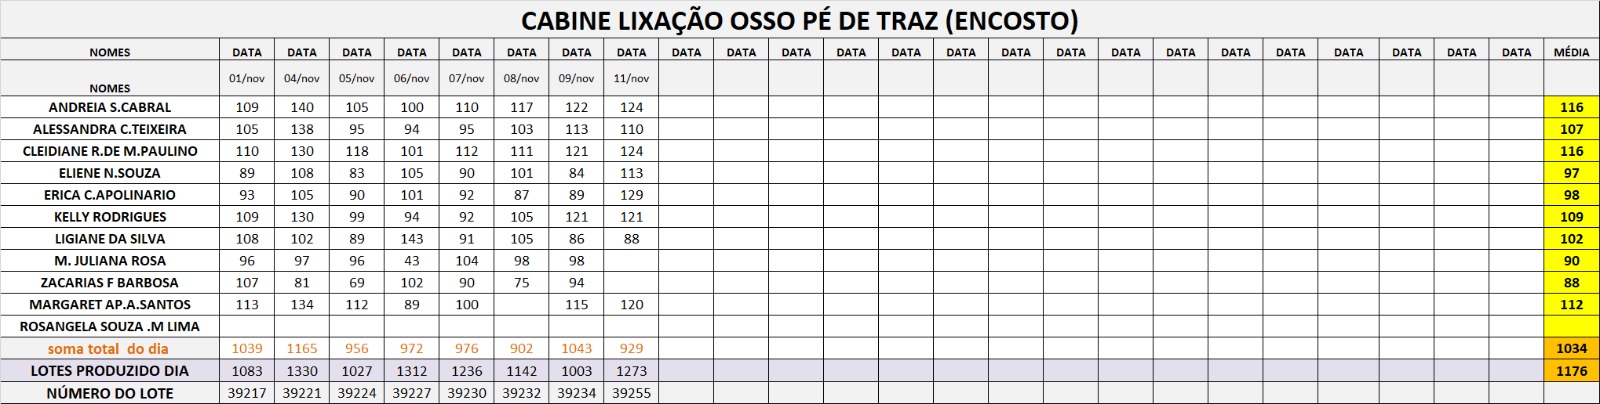 CABINE LIXAÇÃO OSSO PÉ DE TRAZ (ENCOSTO)
NOMES DATA DATA DATA DATA DATA DATA DATA DATA DATA DATA DATA DATA DATA DATA DATA DATA DATA DATA DATA DATA DATA DATA DATA DATA MÉDIA
NOMES 01/nov 04/nov 05/nov 06/nov 07/nov 08/nov 09/nov 11/nov
ANDREIA S.CABRAL 109 140 105 100 110 117 122 124 116
ALESSANDRA C.TEIXEIRA 105 138 95 94 95 103 113 110 107
CLEIDIANE R.DE M.PAULINO 110 130 118 101 112 111 121 124 116
ELIENE N.SOUZA 89 108 83 105 90 101 84 113 97
ERICA C.APOLINARIO 93 105 90 101 92 87 89 129 98
KELLY RODRIGUES 109 130 99 94 92 105 121 121 109
LIGIANE DA SILVA 108 102 89 143 91 105 86 88 102
M. JULIANA ROSA 96 97 96 43 104 98 98 90
ZACARIAS F BARBOSA 107 81 69 102 90 75 94 88
MARGARET AP.A.SANTOS 113 134 112 89 100 115 120 112
ROSANGELA SOUZA .M LIMA
soma total do dia 1039 1165 956 972 976 902 1043 929 1034
LOTES PRODUZIDO DIA 1083 1330 1027 1312 1236 1142 1003 1273 1176
NÚMERO DO LOTE 39217 39221 39224 39227 39230 39232 39234 39255